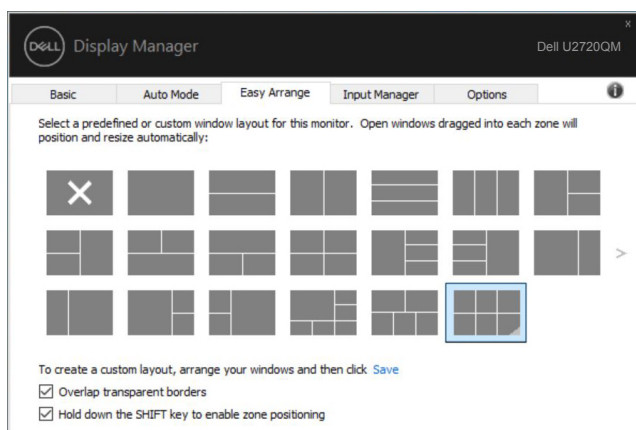 DELL Display Manager
x
Dell U2720QM
Basic Auto Mode Easy Arrange Input Manager Options i
Select a predefined or custom window layout for this monitor. Open windows dragged into each zone will
position and resize automatically:
>
To create a custom layout, arrange your windows and then click Save
Overlap transparent borders
Hold down the SHIFT key to enable zone positioning